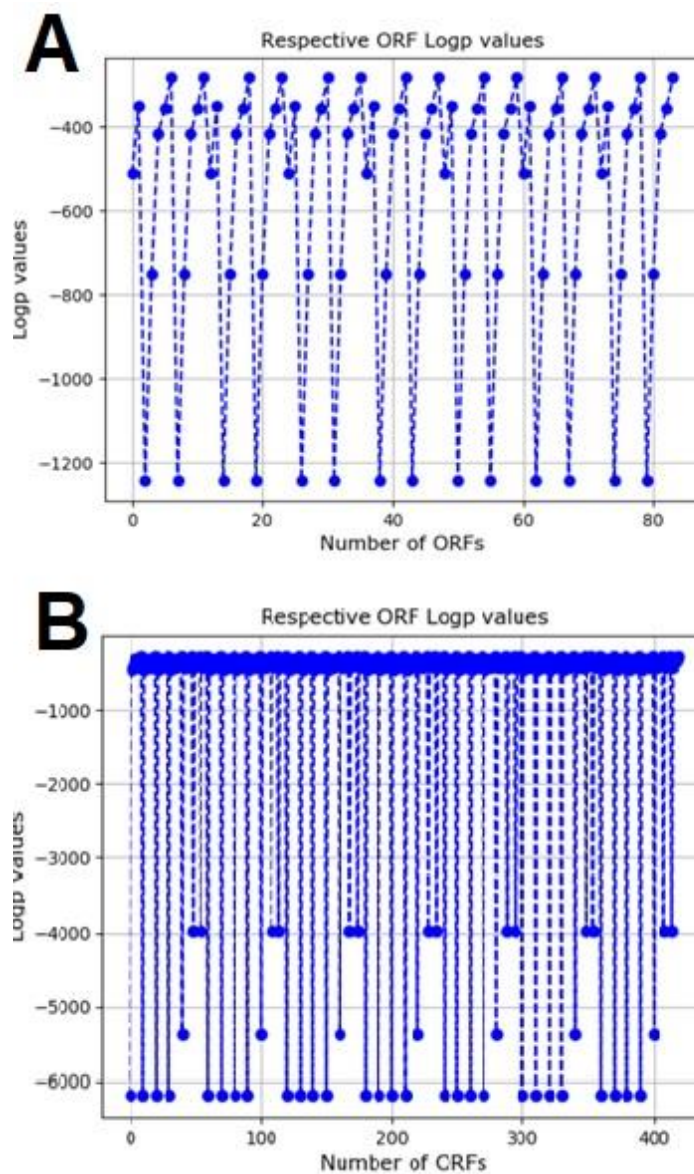 A
Respective ORF Logp values
−400
−600
−800
−1000
−1200
Logp values
0 20 40 60 80
Number of ORFs
B
Respective ORF Logp values
−1000
−2000
−3000
−4000
−5000
−6000
Logp values
0 100 200 300 400
Number of CRFs